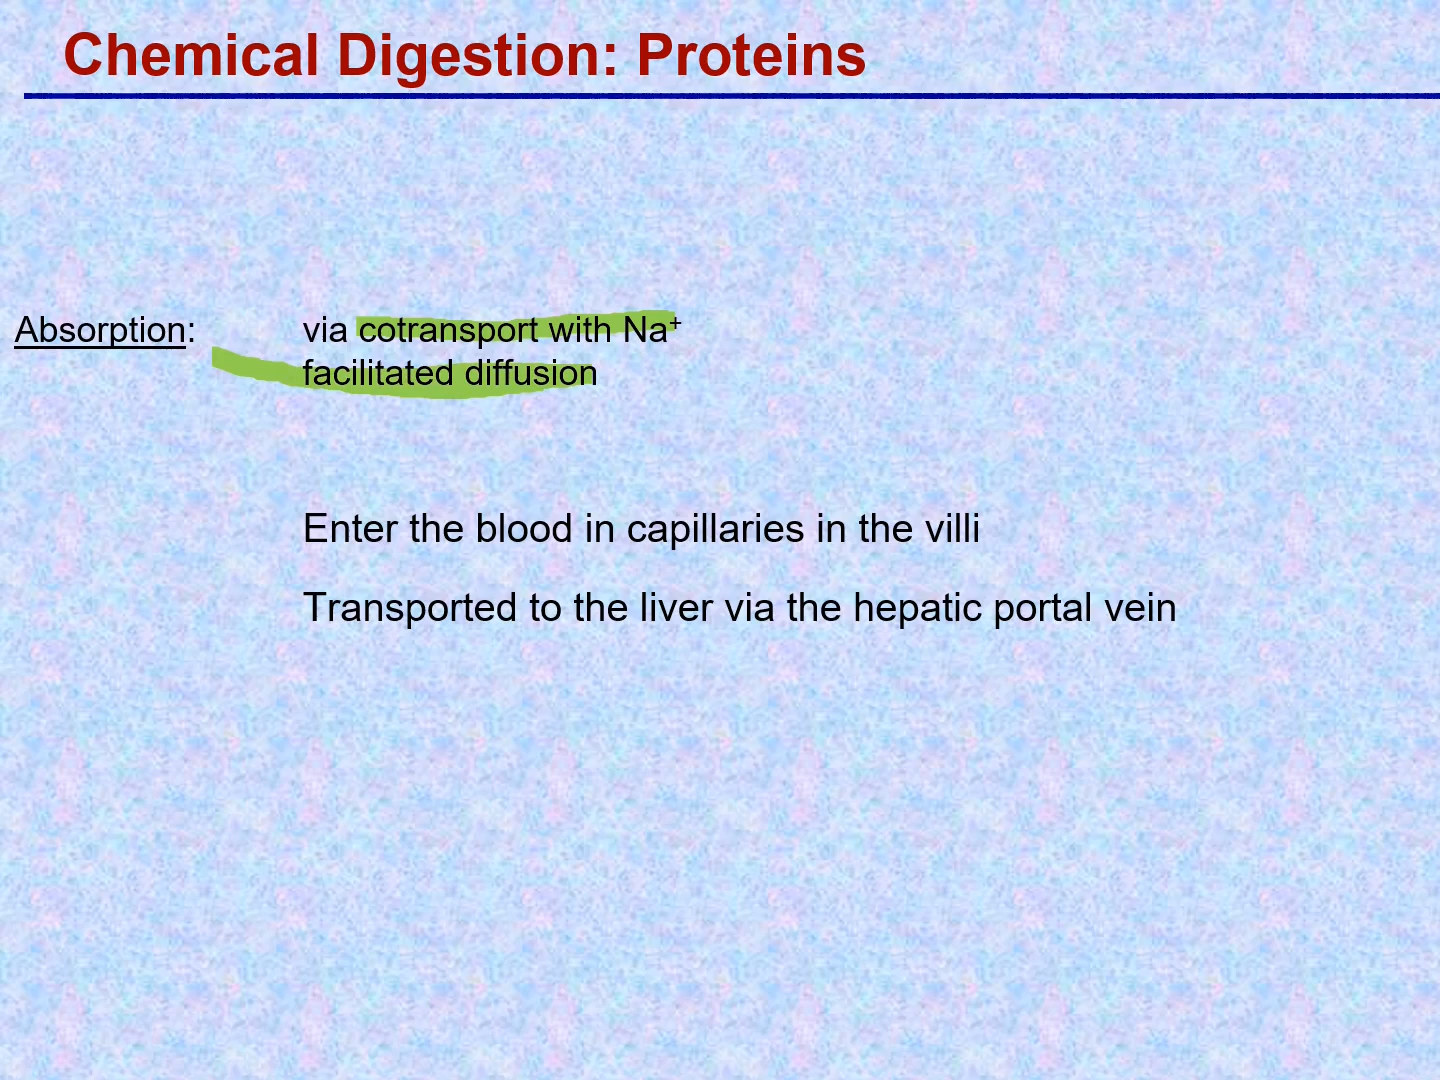 Chemical Digestion: Proteins
Absorption: via cotransport with Na⁺
facilitated diffusion
Enter the blood in capillaries in the villi
Transported to the liver via the hepatic portal vein